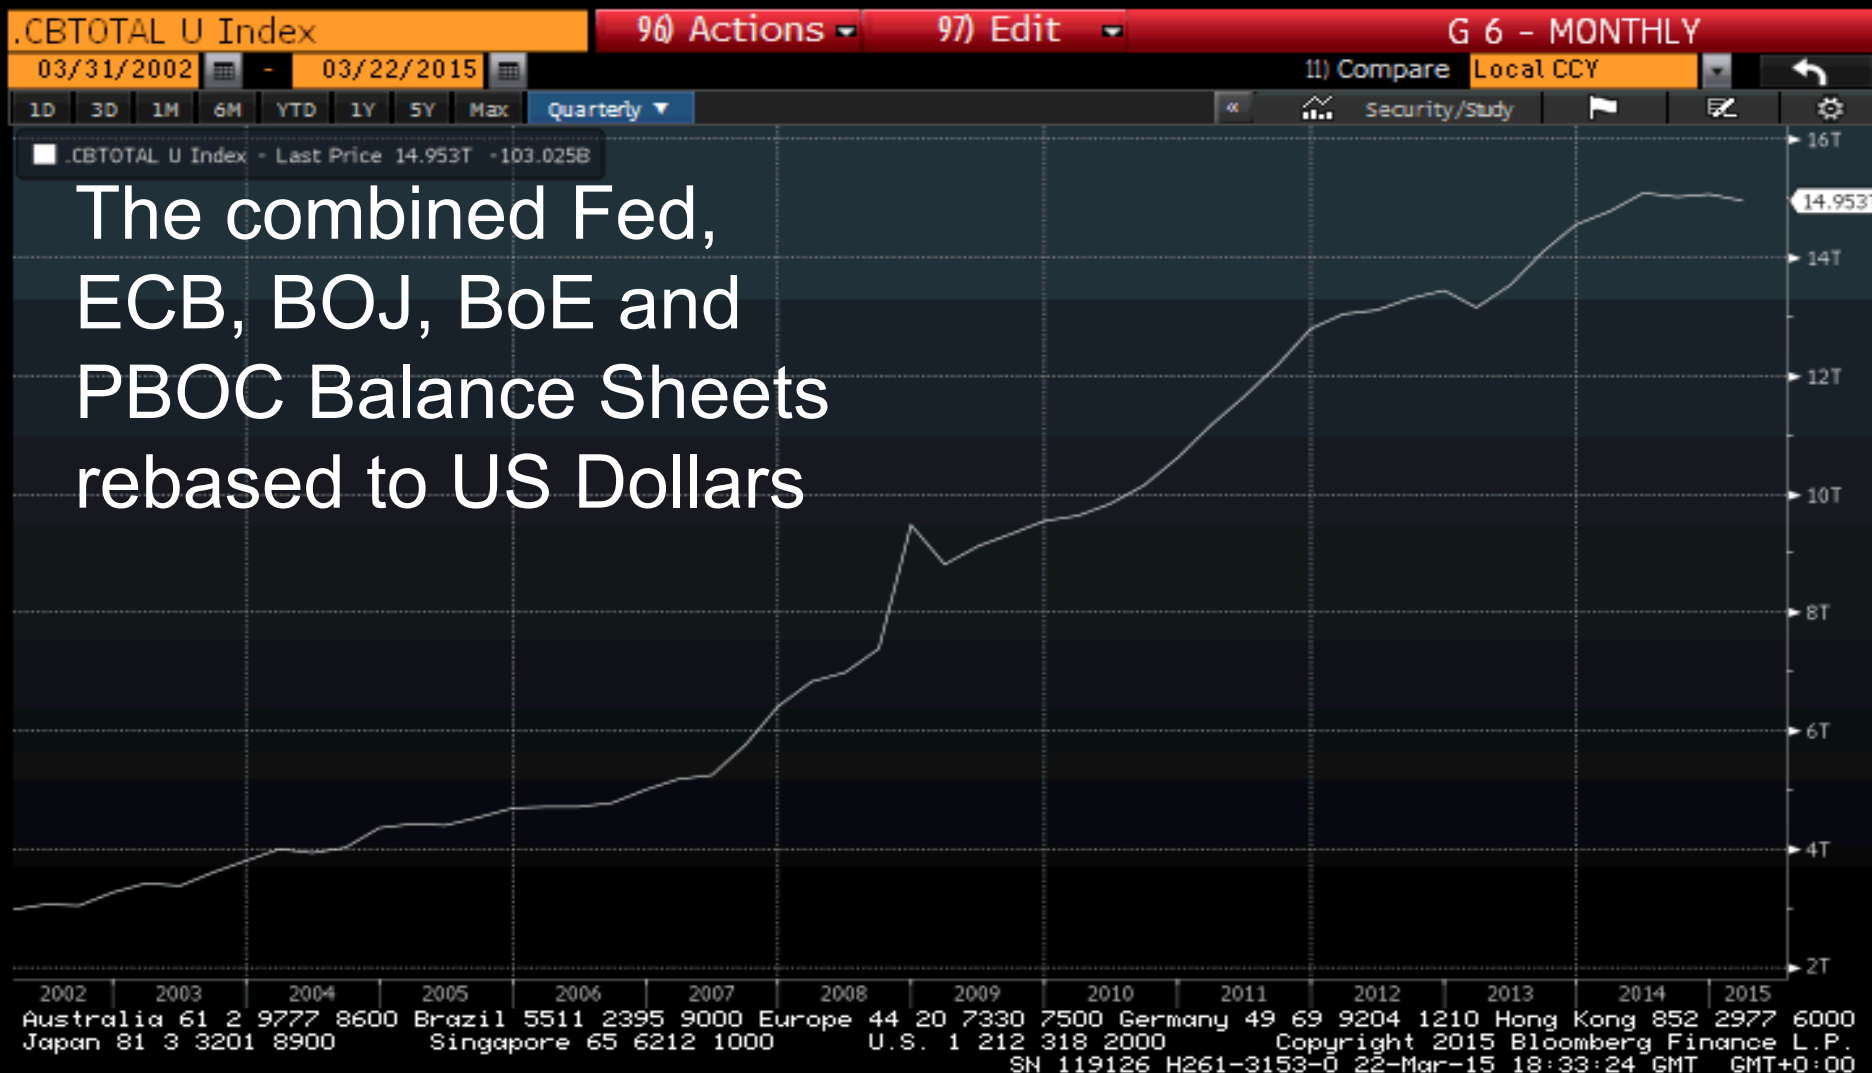 .CBTOTAL U Index 96) Actions 97) Edit G 6 - MONTHLY
03/31/2002 - 03/22/2015 11) Compare Local CCY
1D 3D 1M 6M YTD 1Y 5Y Max Quarterly ▼ « Security/Study
.CBTOTAL U Index - Last Price 14.953T -103.025B
The combined Fed,
ECB, BOJ, BoE and
PBOC Balance Sheets
rebased to US Dollars
16T
14.953T
14T
12T
10T
8T
6T
4T
2T
2002 2003 2004 2005 2006 2007 2008 2009 2010 2011 2012 2013 2014 2015
Australia 61 2 9777 8600 Brazil 5511 2395 9000 Europe 44 20 7330 7500 Germany 49 69 9204 1210 Hong Kong 852 2977 6000
Japan 81 3 3201 8900 Singapore 65 6212 1000 U.S. 1 212 318 2000 Copyright 2015 Bloomberg Finance L.P.
SN 119126 H261-3153-0 22-Mar-15 18:33:24 GMT GMT+0:00